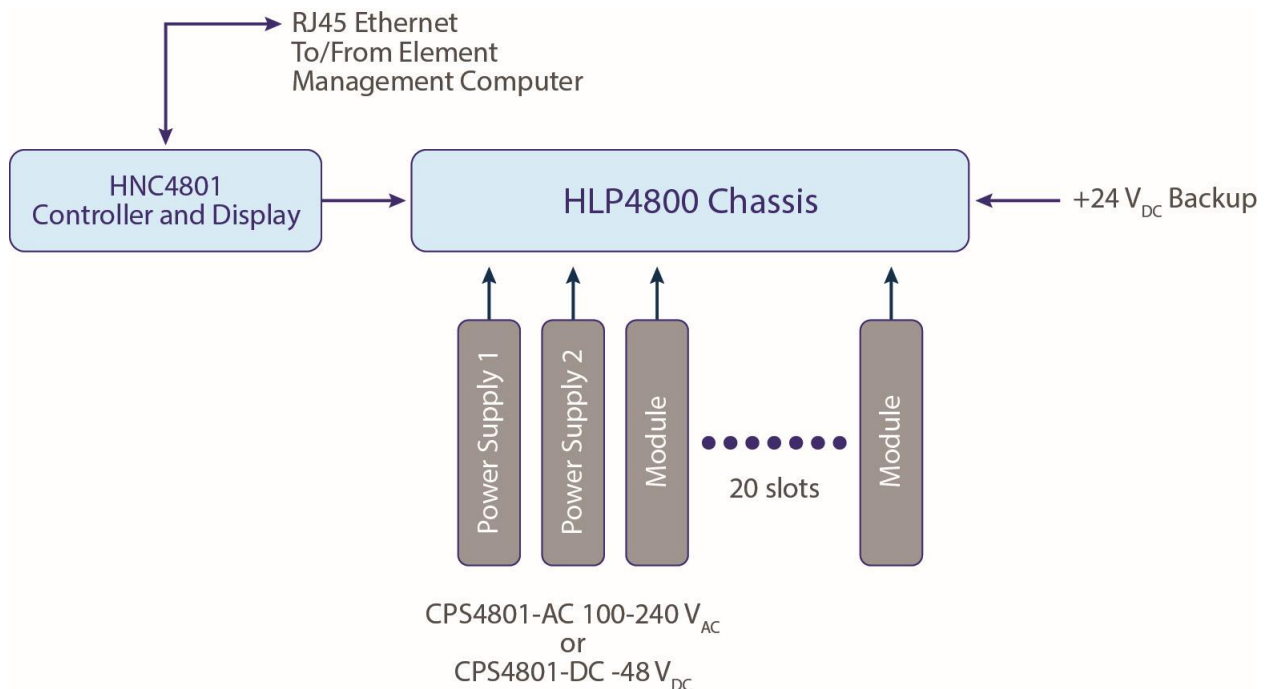 RJ45 Ethernet
To/From Element
Management Computer
HNC4801
Controller and Display
HLP4800 Chassis
+24 VDC Backup
Power Supply 1
Power Supply 2
Module
20 slots
Module
CPS4801-AC 100-240 VAC
or
CPS4801-DC -48 VDC